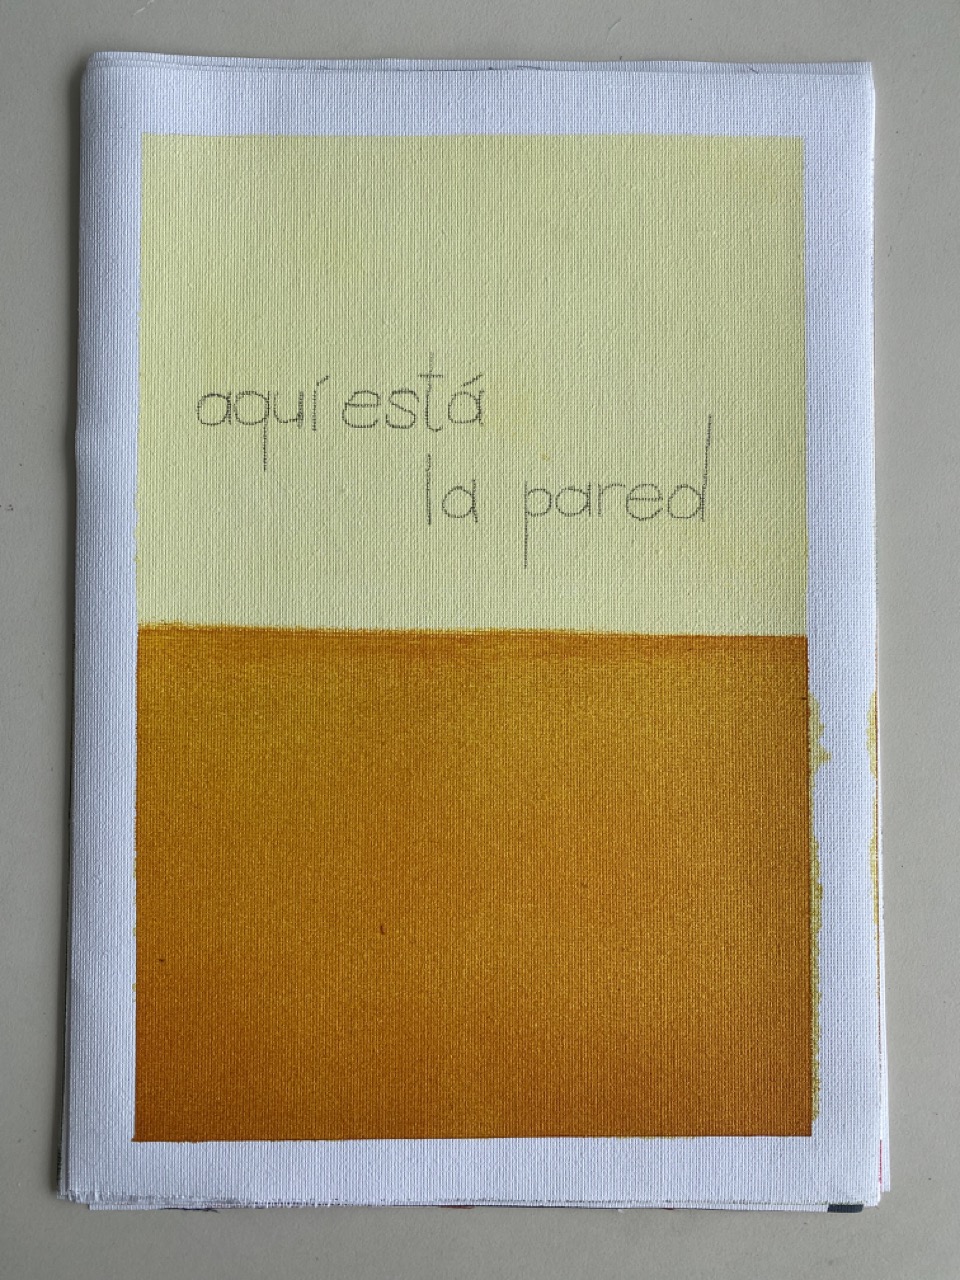 aquí está
la pared